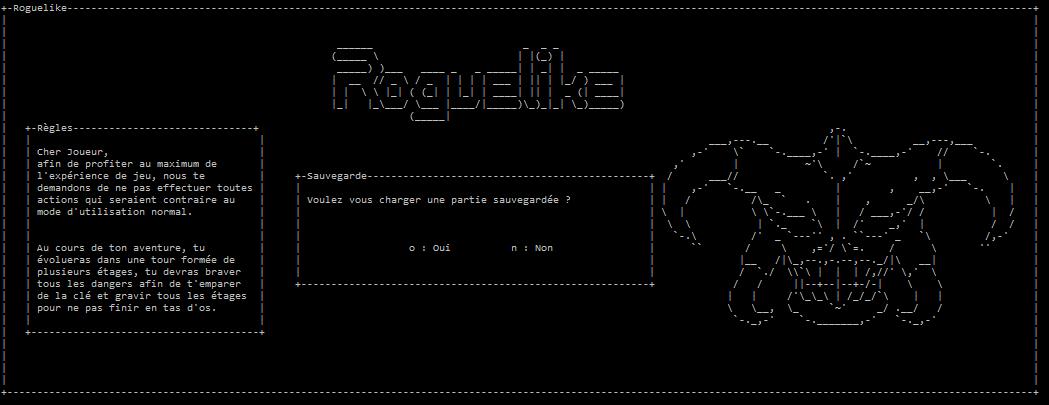 Roguelike
Roguelike
Règles
Cher Joueur,
afin de profiter au maximum de
l'expérience de jeu, nous te
demandons de ne pas effectuer toutes
actions qui seraient contraire au
mode d'utilisation normal.
Au cours de ton aventure, tu
évolueras dans une tour formée de
plusieurs étages, tu devras braver
tous les dangers afin de t'emparer
de la clé et gravir tous les étages
pour ne pas finir en tas d'os.
Sauvegarde
Voulez vous charger une partie sauvegardée ?
o : Oui n : Non